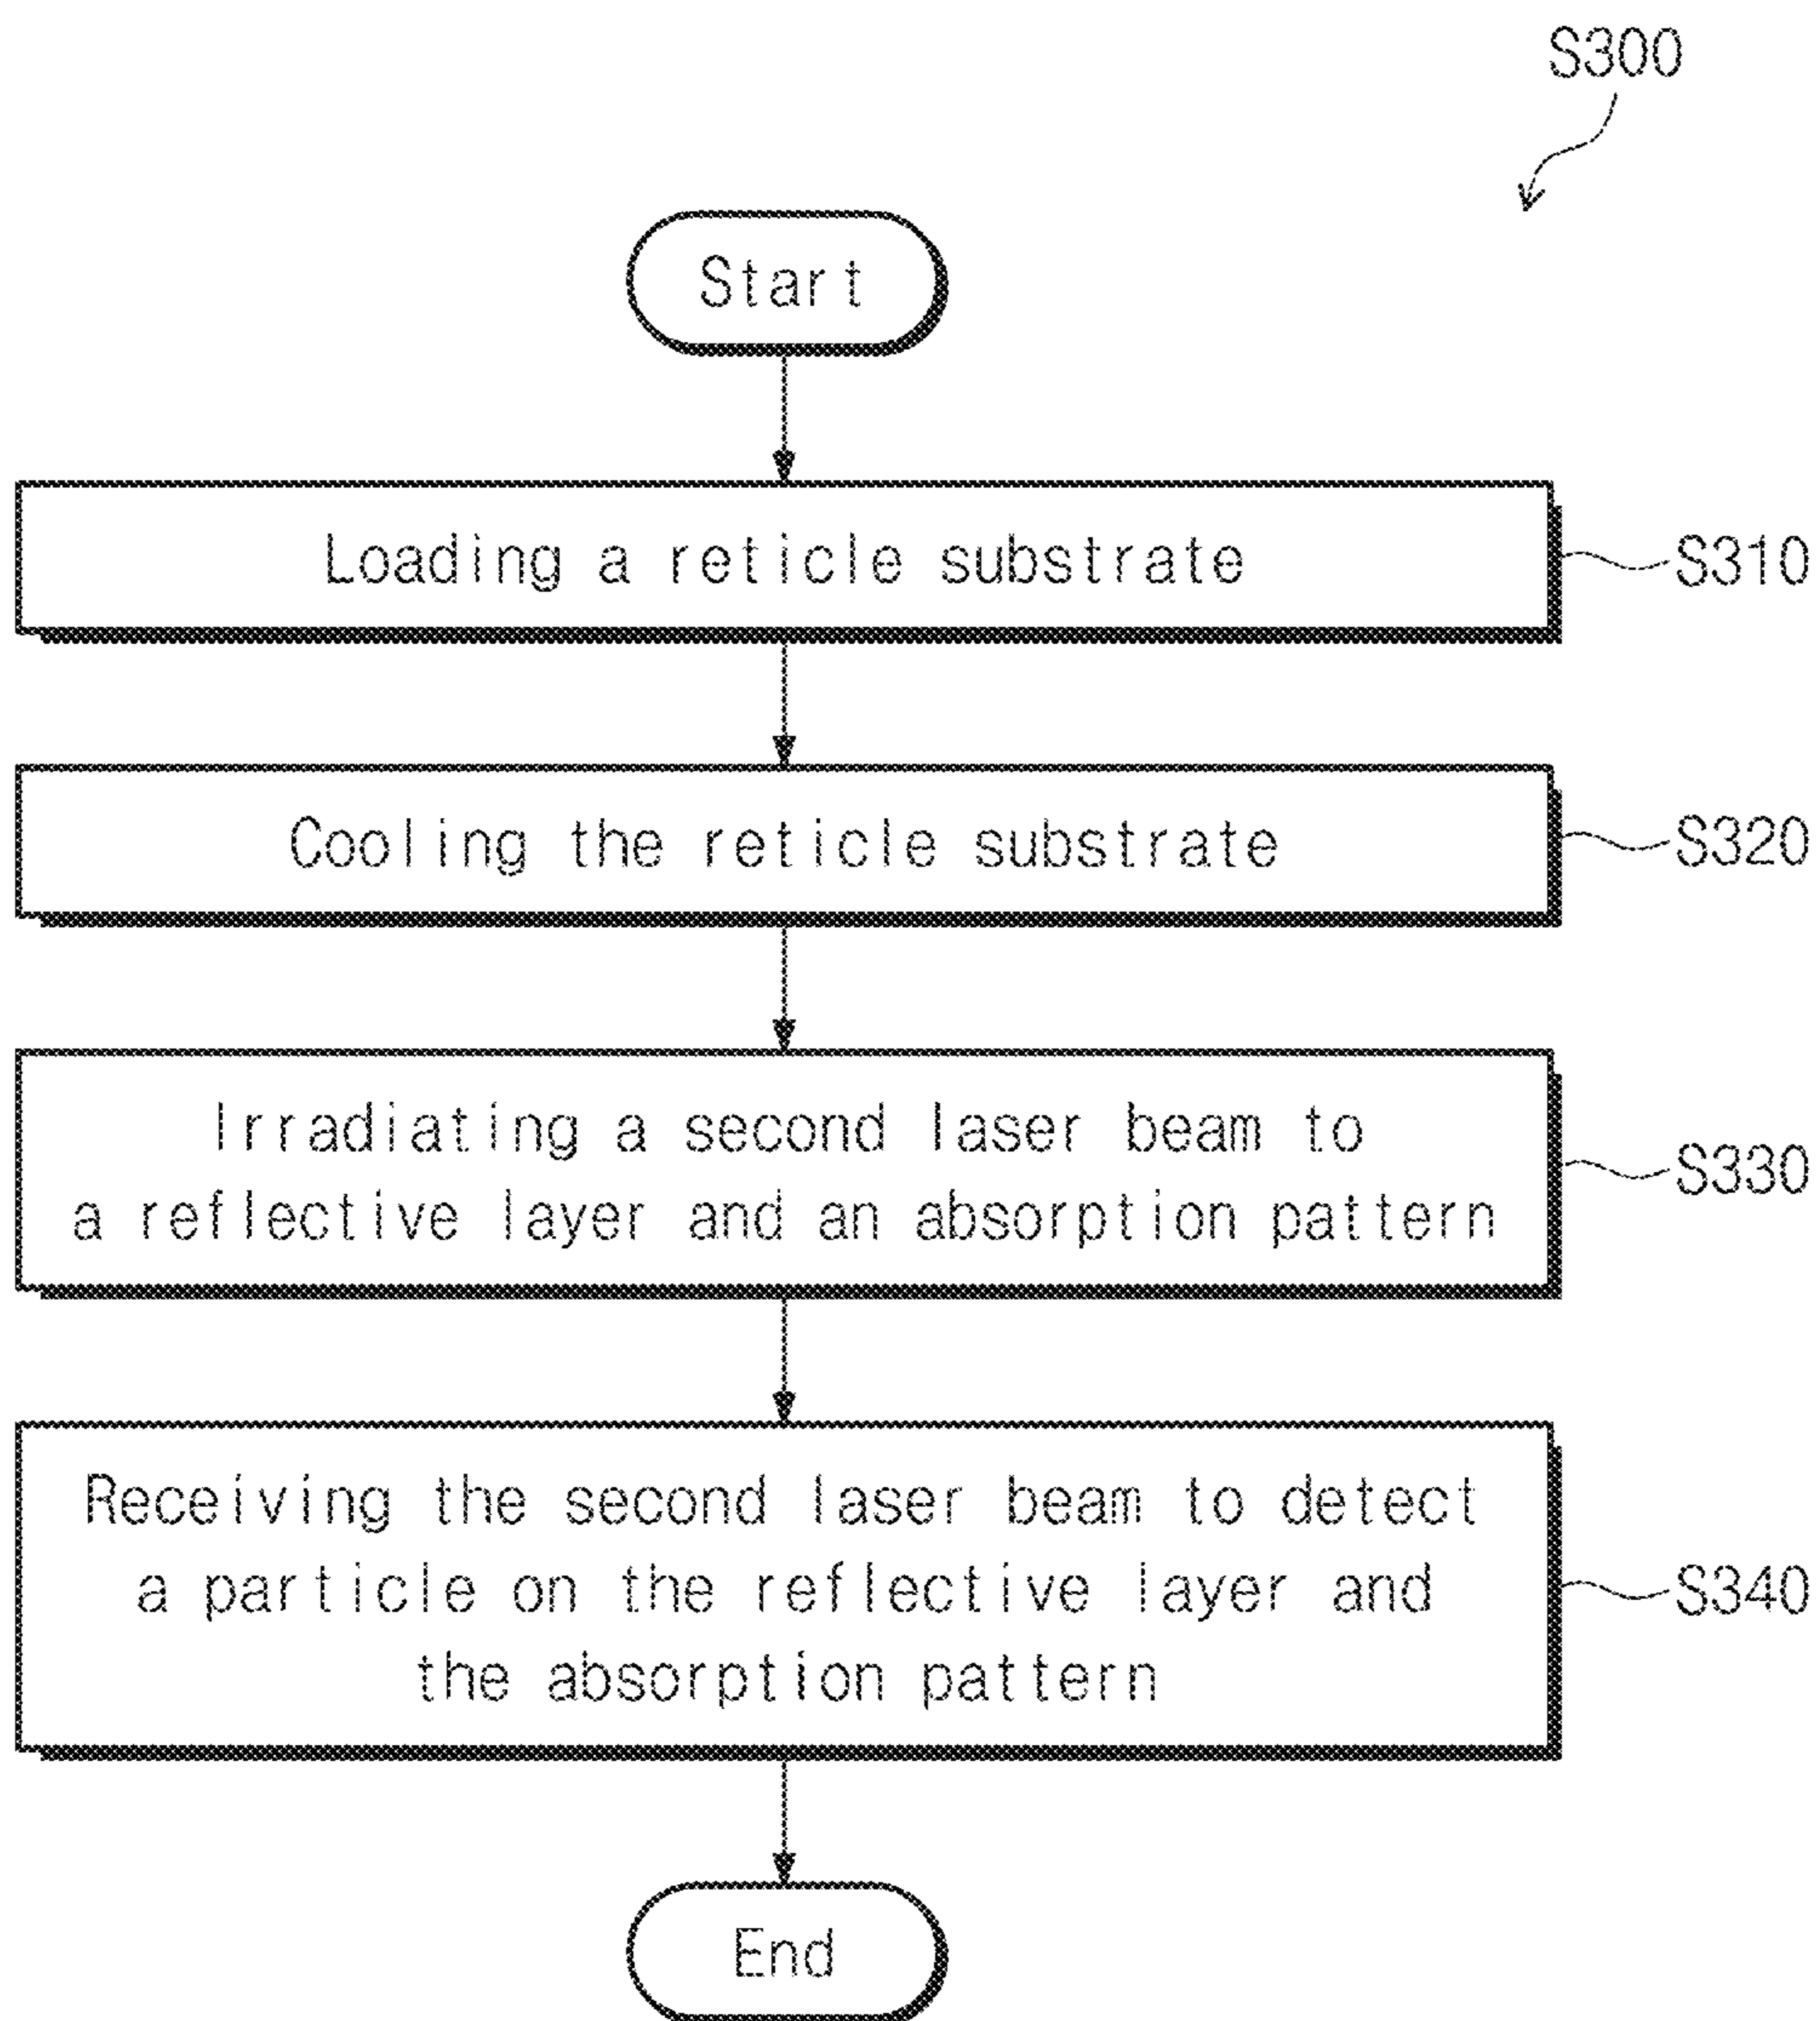 S300
Start
Loading a reticle substrate
S310
Cooling the reticle substrate
S320
Irradiating a second laser beam to
a reflective layer and an absorption pattern
S330
Receiving the second laser beam to detect
a particle on the reflective layer and
the absorption pattern
S340
End